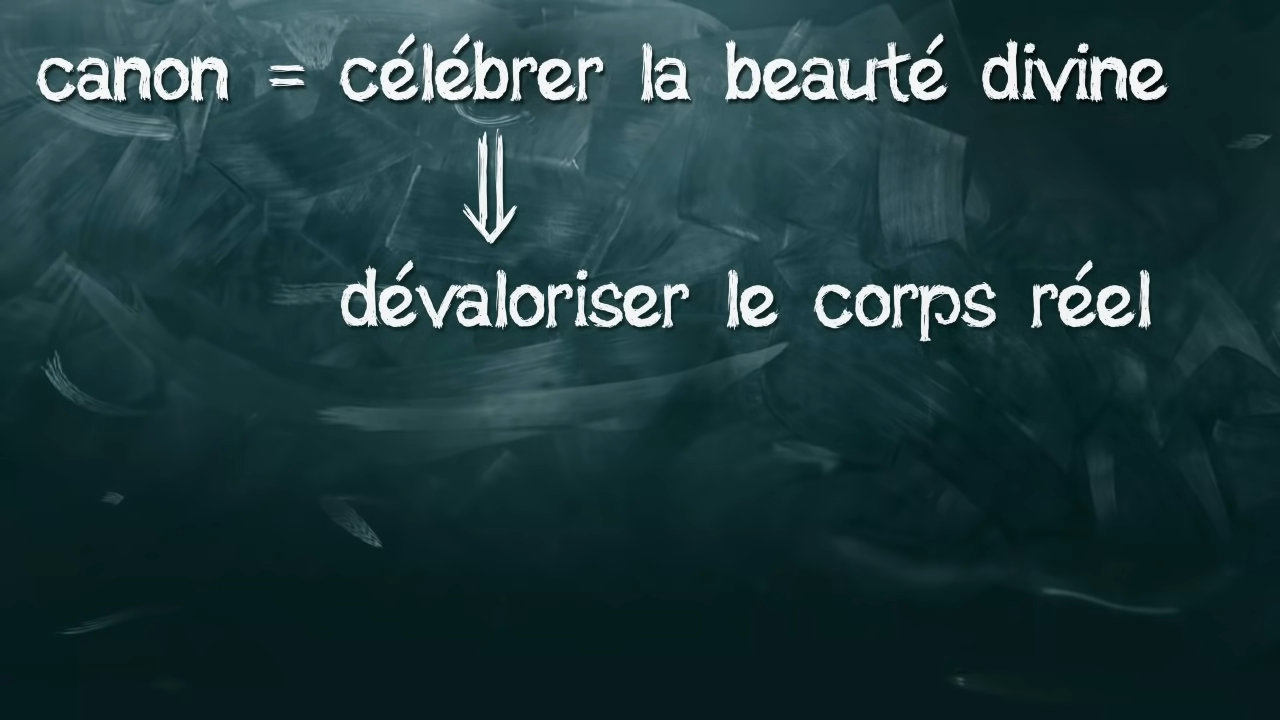 canon = célébrer la beauté divine
⇓
dévaloriser le corps réel